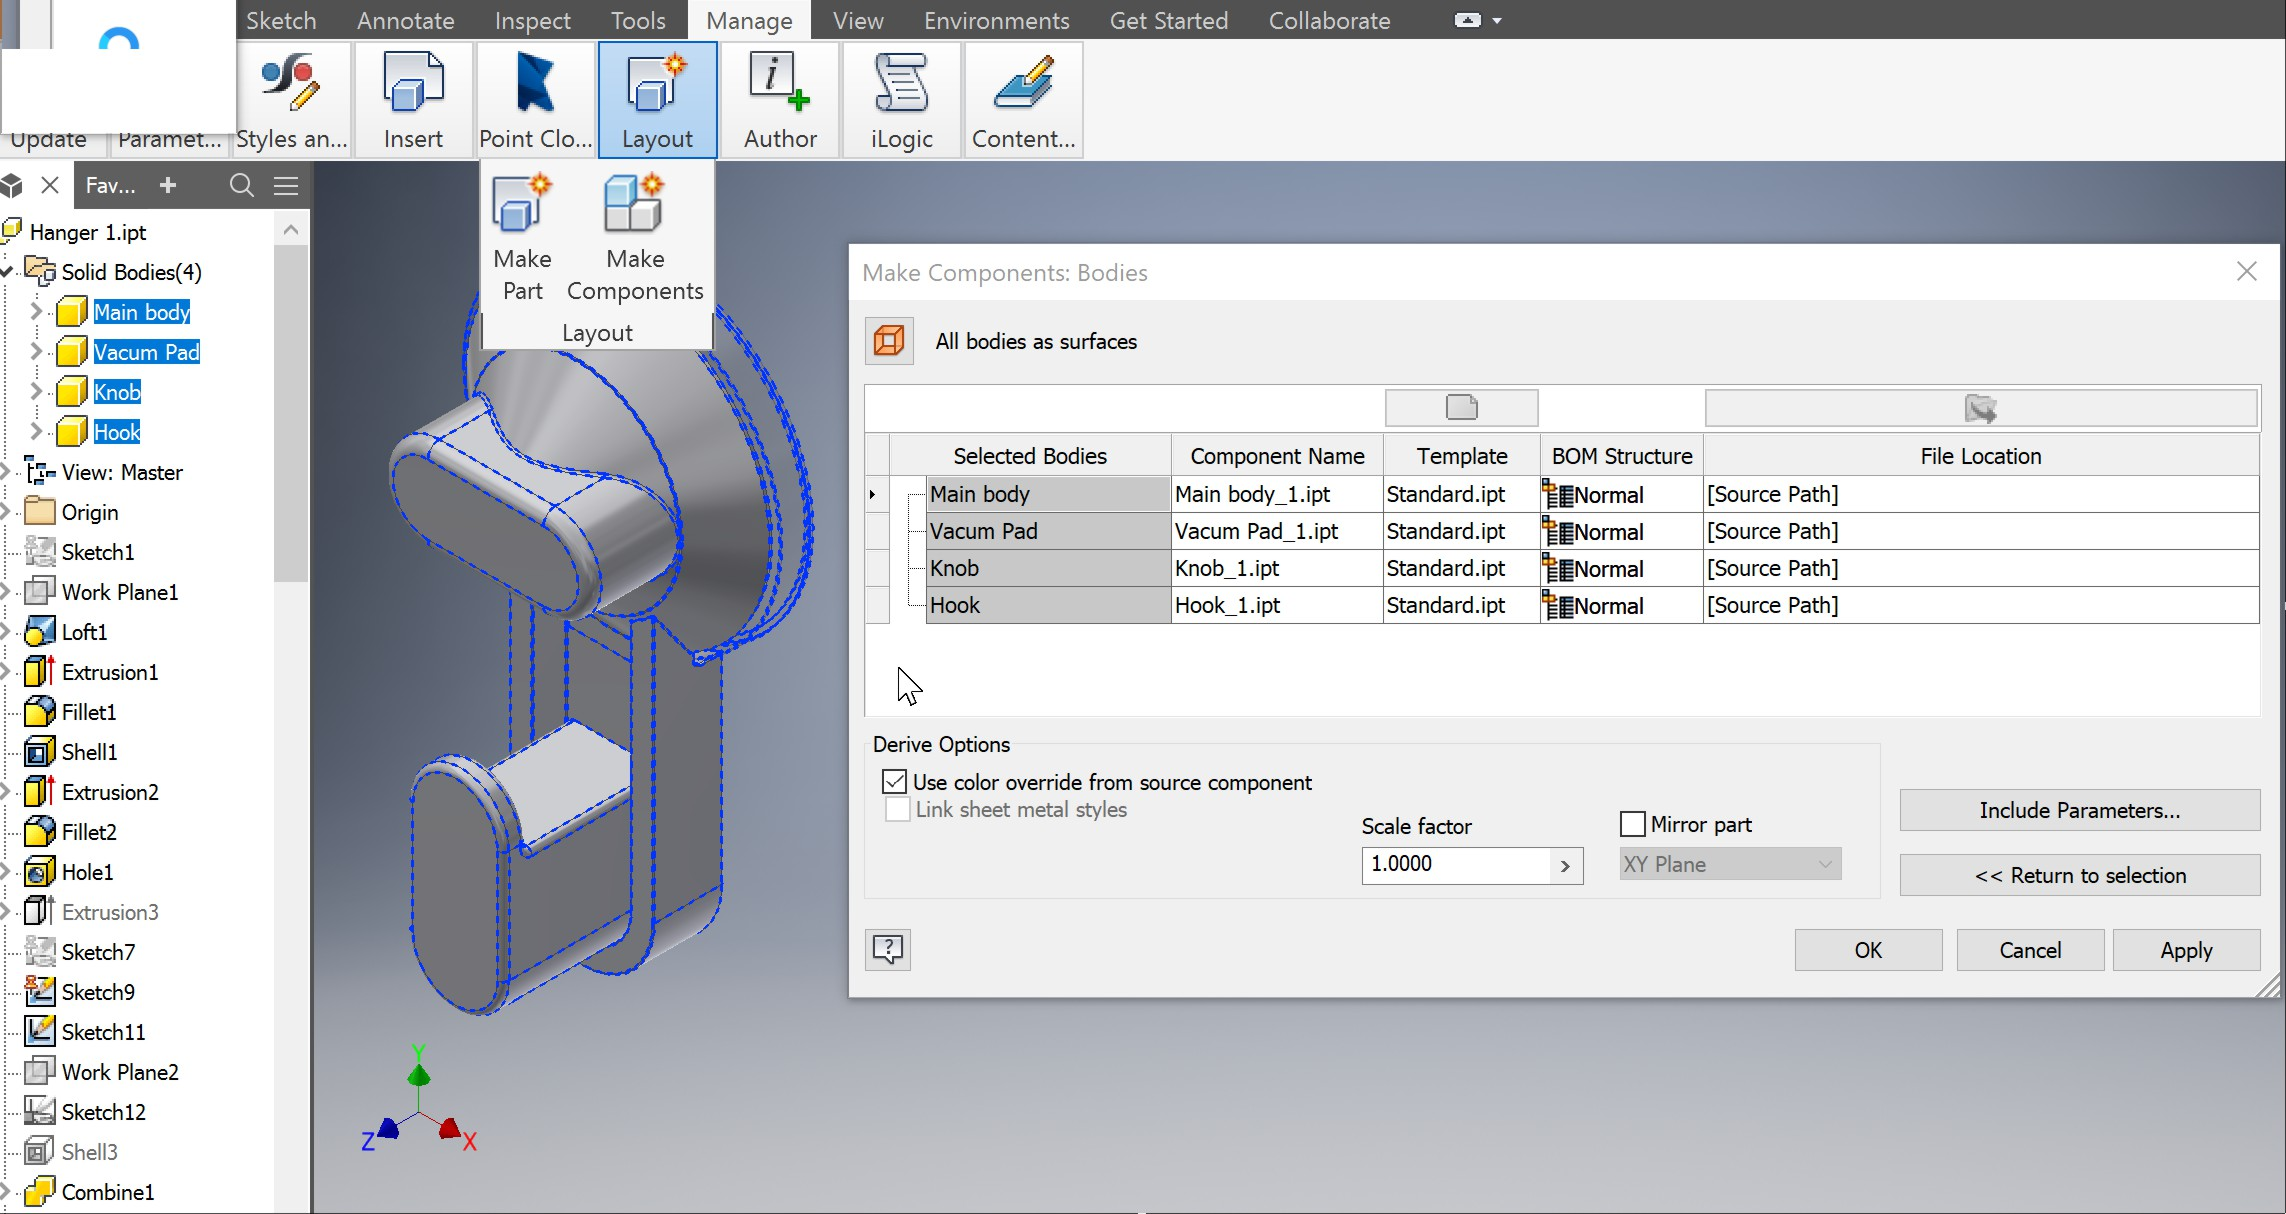 Sketch Annotate Inspect Tools Manage View Environments Get Started Collaborate
Update Paramet... Styles an... Insert Point Clo... Layout Author iLogic Content...
Fav... +
Make Part
Make Components
Layout
Hanger 1.ipt
Solid Bodies(4)
Main body
Vacum Pad
Knob
Hook
View: Master
Origin
Sketch1
Work Plane1
Loft1
Extrusion1
Fillet1
Shell1
Extrusion2
Fillet2
Hole1
Extrusion3
Sketch7
Sketch9
Sketch11
Work Plane2
Sketch12
Shell3
Combine1
Y
Z
X
Make Components: Bodies
All bodies as surfaces
Selected Bodies Component Name Template BOM Structure File Location
Main body Main body_1.ipt Standard.ipt Normal [Source Path]
Vacum Pad Vacum Pad_1.ipt Standard.ipt Normal [Source Path]
Knob Knob_1.ipt Standard.ipt Normal [Source Path]
Hook Hook_1.ipt Standard.ipt Normal [Source Path]
Derive Options
Use color override from source component
Link sheet metal styles
Scale factor
1.0000
Mirror part
XY Plane
Include Parameters...
<< Return to selection
OK Cancel Apply